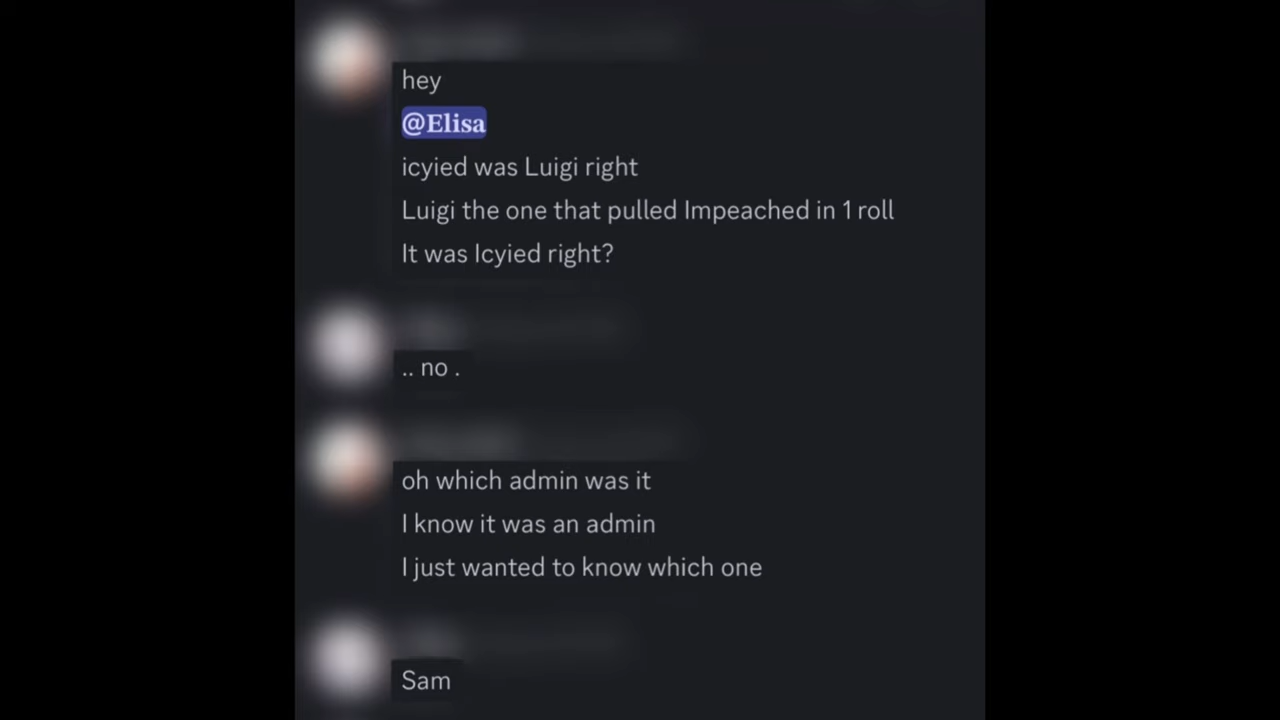 hey
@Elisa
icyied was Luigi right
Luigi the one that pulled Impeached in 1 roll
It was Icyied right?
.. no .
oh which admin was it
I know it was an admin
I just wanted to know which one
Sam